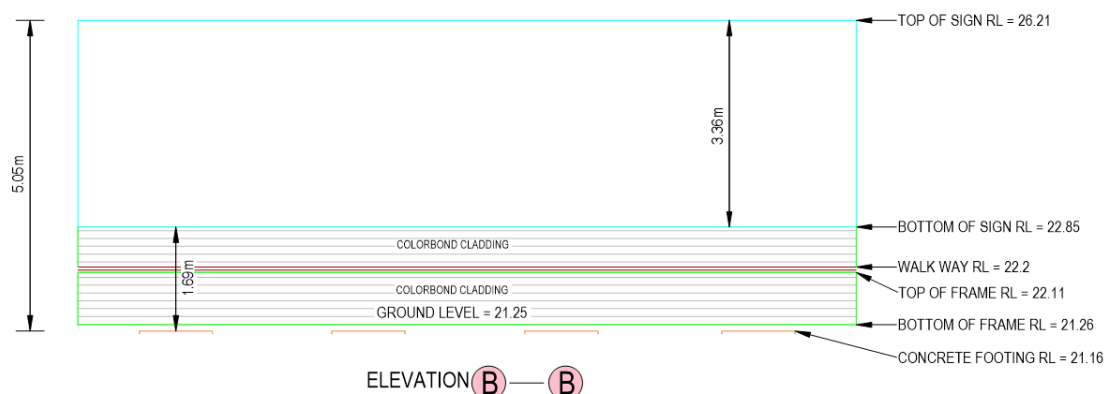 TOP OF SIGN RL = 26.21
5.05m
3.36m
BOTTOM OF SIGN RL = 22.85
COLORBOND CLADDING
WALK WAY RL = 22.2
1.69m
TOP OF FRAME RL = 22.11
COLORBOND CLADDING
GROUND LEVEL = 21.25
BOTTOM OF FRAME RL = 21.26
CONCRETE FOOTING RL = 21.16
ELEVATION B B